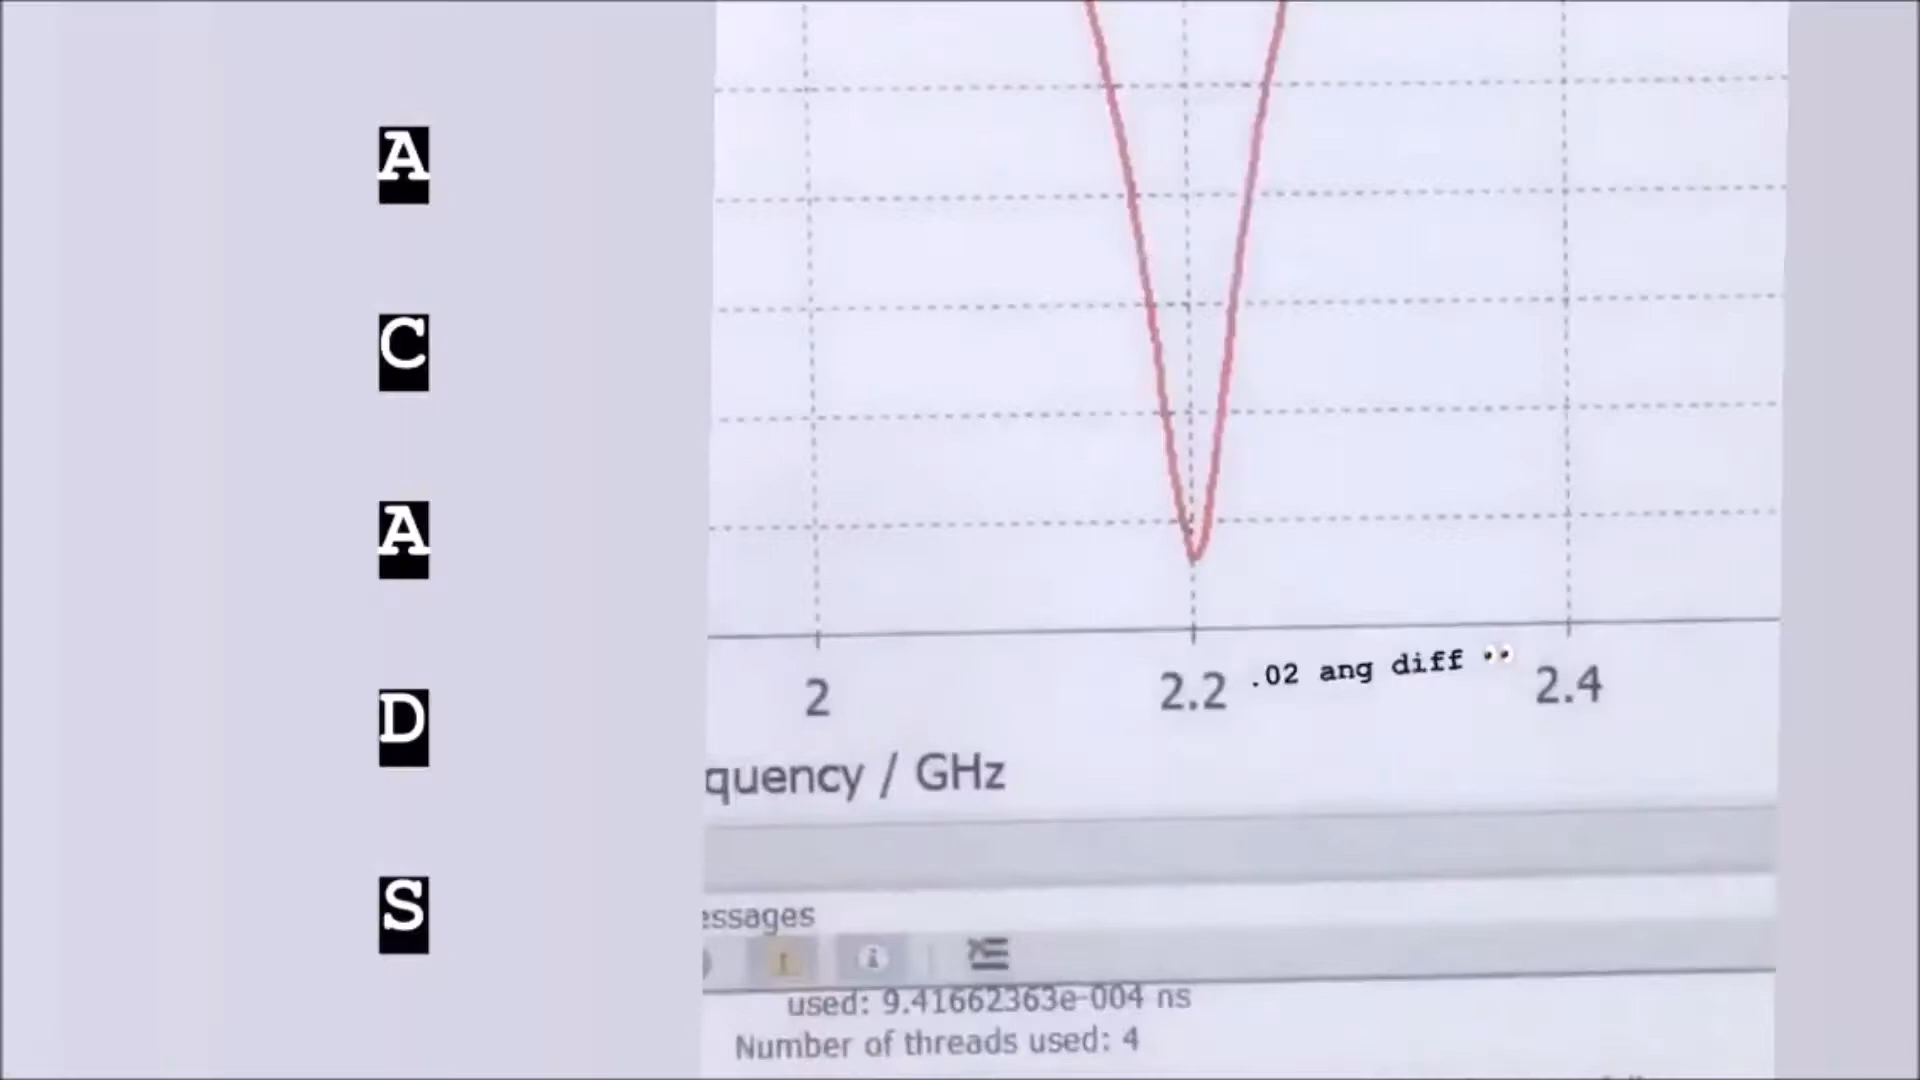 A
C
A
D
S
2
2.2
.02 ang diff 👀
2.4
quency / GHz
essages
used: 9.41662363e-004 ns
Number of threads used: 4